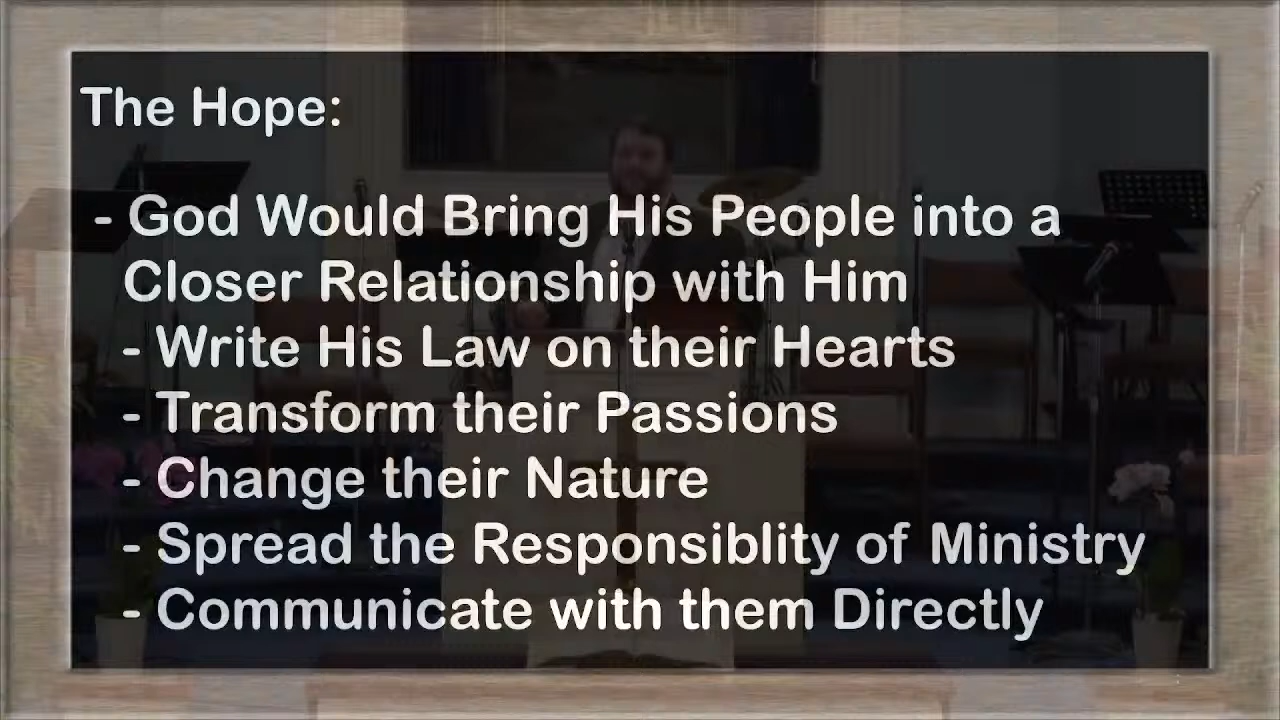 The Hope:
- God Would Bring His People into a
Closer Relationship with Him
- Write His Law on their Hearts
- Transform their Passions
- Change their Nature
- Spread the Responsiblity of Ministry
- Communicate with them Directly